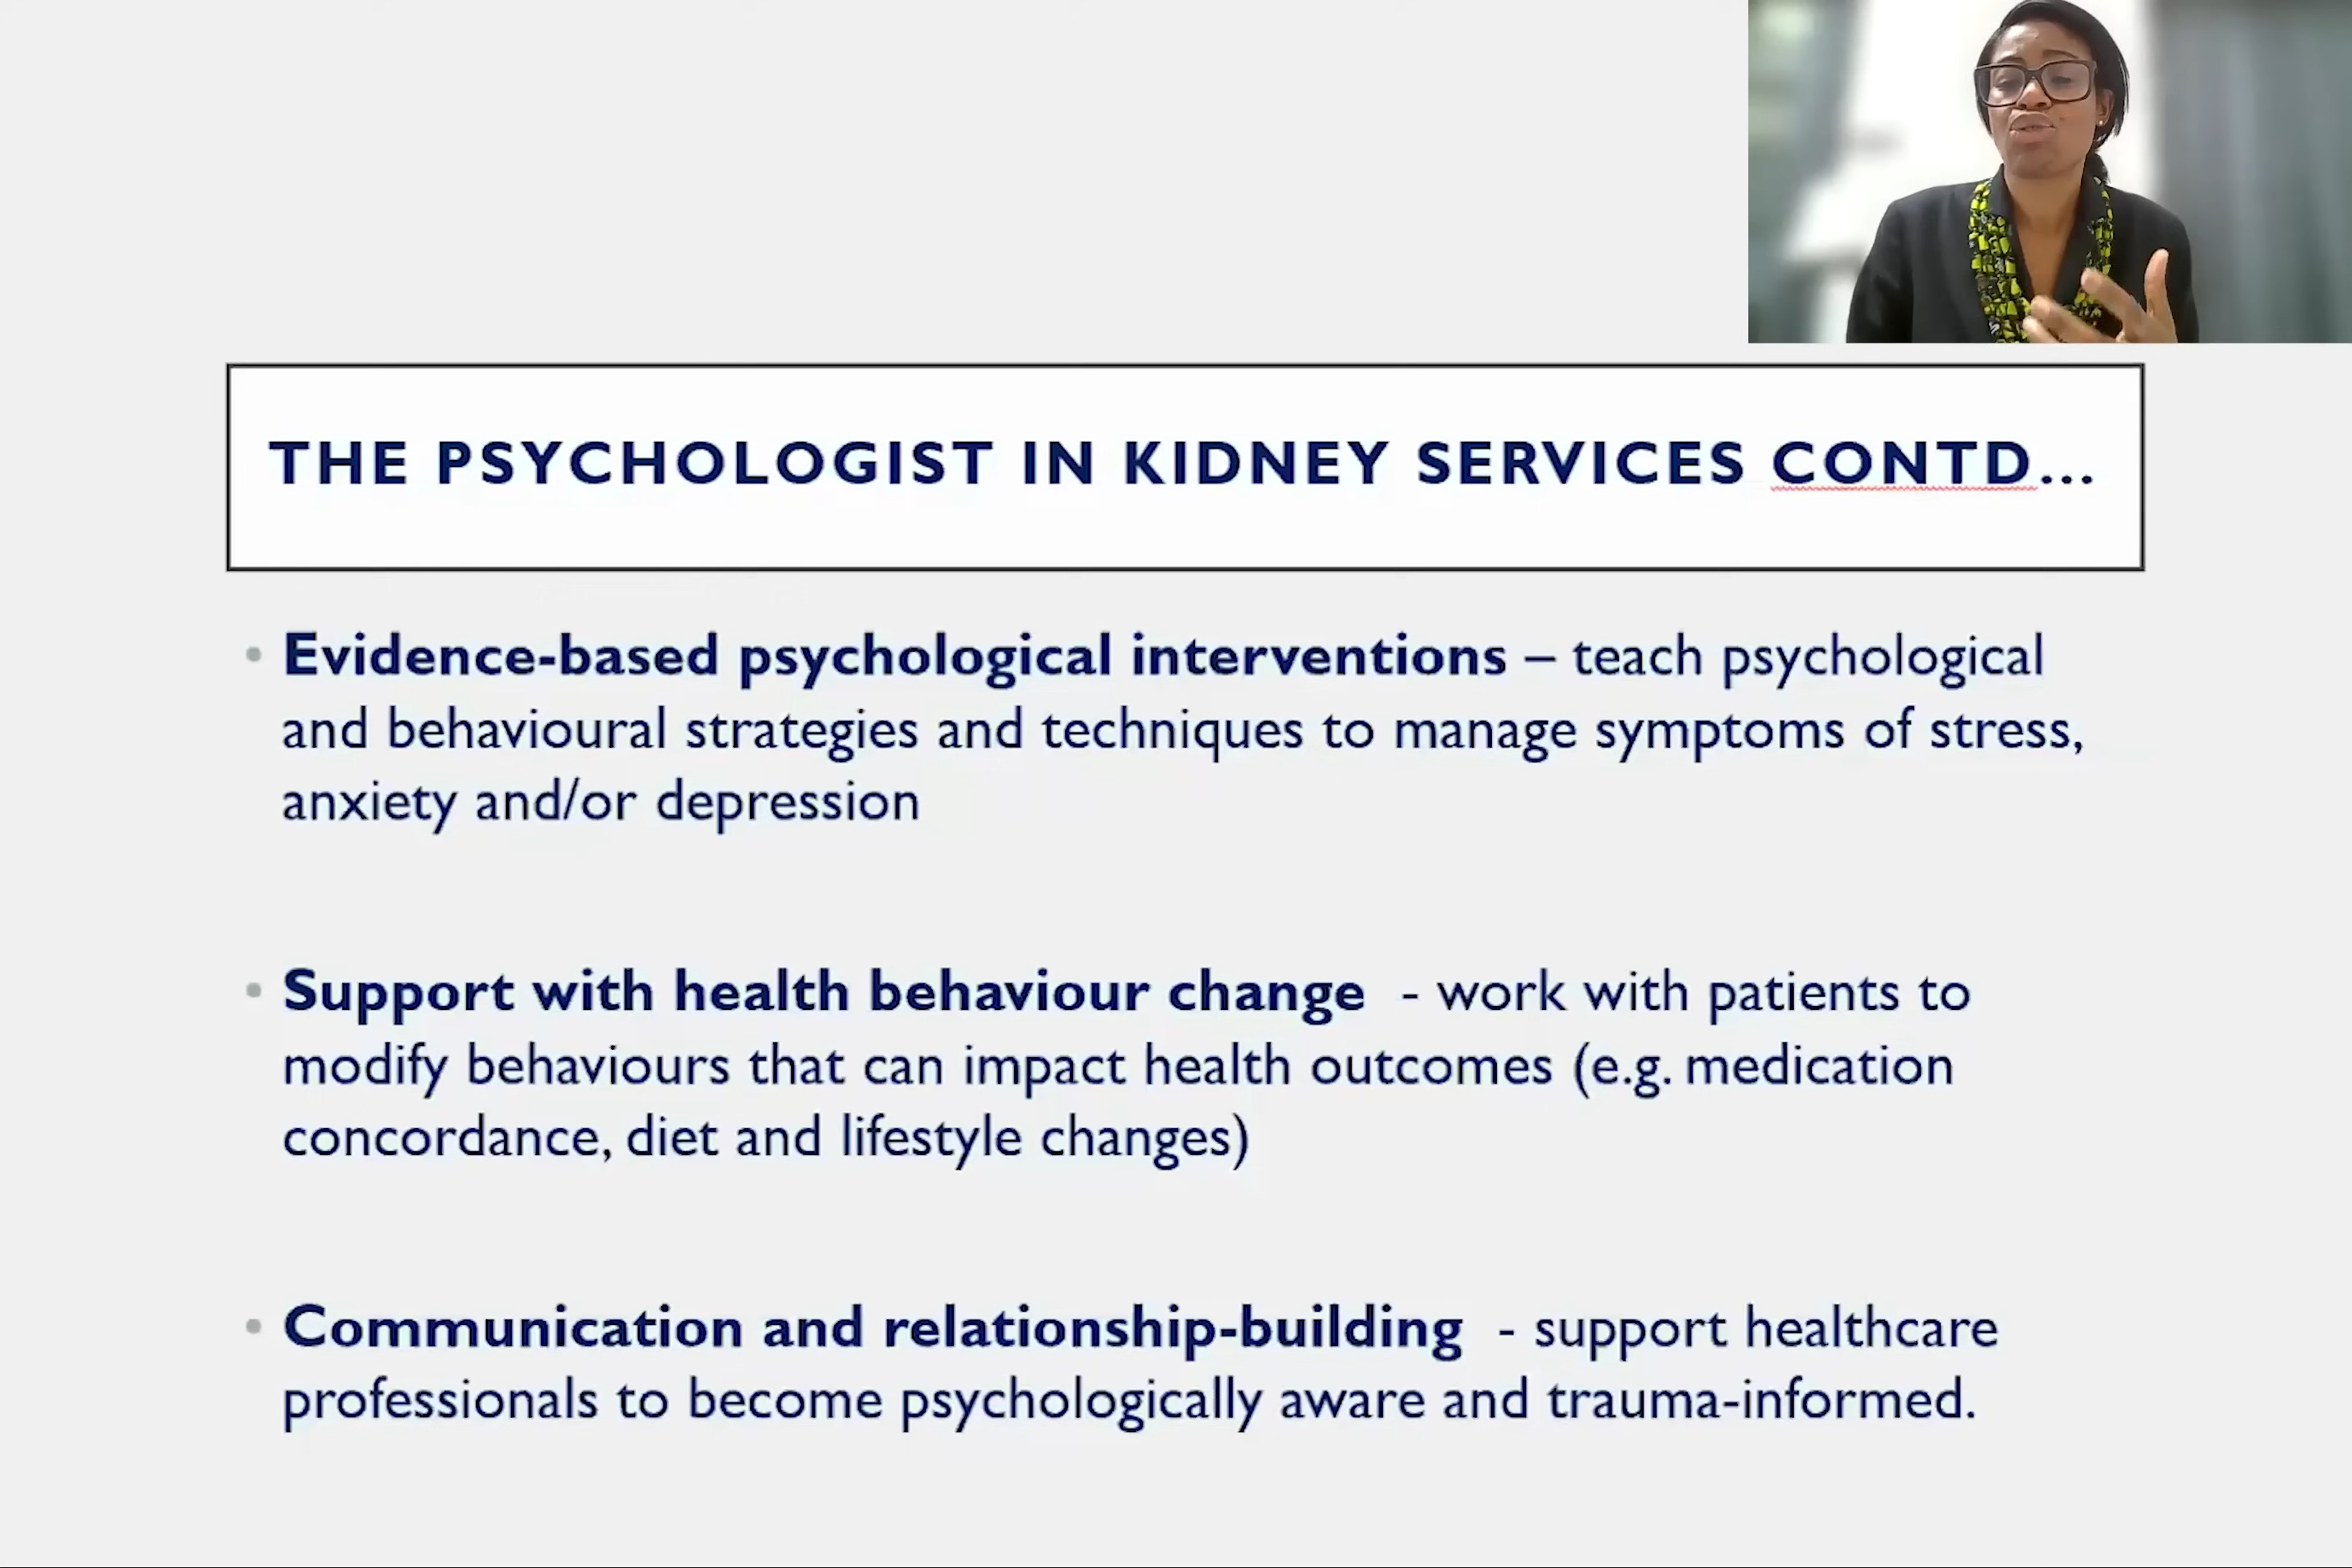 THE PSYCHOLOGIST IN KIDNEY SERVICES CONTD...
• Evidence-based psychological interventions – teach psychological
and behavioural strategies and techniques to manage symptoms of stress,
anxiety and/or depression
• Support with health behaviour change - work with patients to
modify behaviours that can impact health outcomes (e.g. medication
concordance, diet and lifestyle changes)
• Communication and relationship-building - support healthcare
professionals to become psychologically aware and trauma-informed.